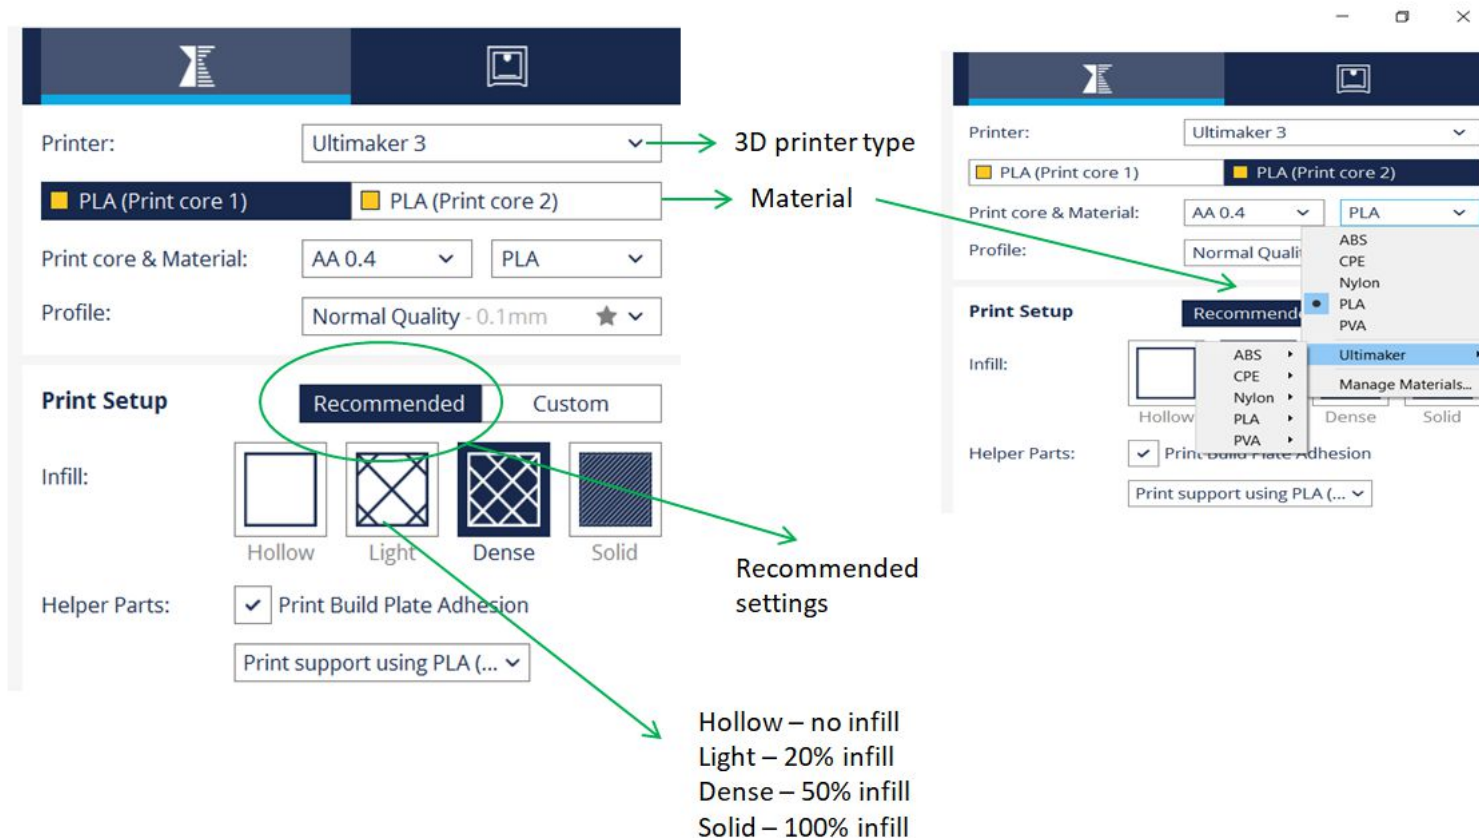 Printer:
Ultimaker 3
PLA (Print core 1)
PLA (Print core 2)
Print core & Material:
AA 0.4
PLA
Profile:
Normal Quality - 0.1mm
Print Setup
Recommended
Custom
Infill:
Hollow
Light
Dense
Solid
Helper Parts:
Print Build Plate Adhesion
Print support using PLA (...
3D printer type
Material
Recommended
settings
Hollow – no infill
Light – 20% infill
Dense – 50% infill
Solid – 100% infill
Printer:
Ultimaker 3
PLA (Print core 1)
PLA (Print core 2)
Print core & Material:
AA 0.4
PLA
Profile:
Normal Quali
ABS
CPE
Nylon
PLA
PVA
Ultimaker
Manage Materials...
Print Setup
Recommend
Infill:
ABS
CPE
Nylon
PLA
PVA
Hollow
Dense
Solid
Helper Parts:
Print Build Plate Adhesion
Print support using PLA (...